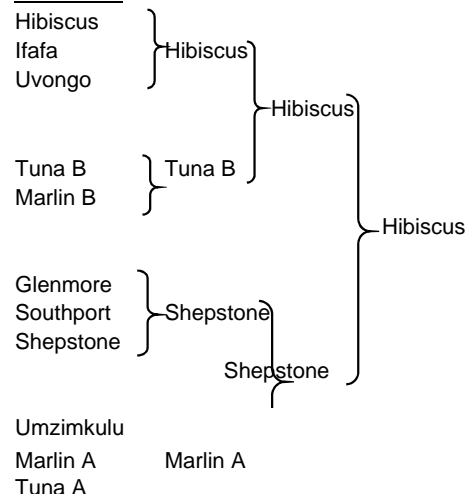 Hibiscus
Ifafa Hibiscus
Uvongo
Hibiscus
Tuna B Tuna B
Marlin B
Hibiscus
Glenmore
Southport Shepstone
Shepstone
Shepstone
Umzimkulu
Marlin A Marlin A
Tuna A